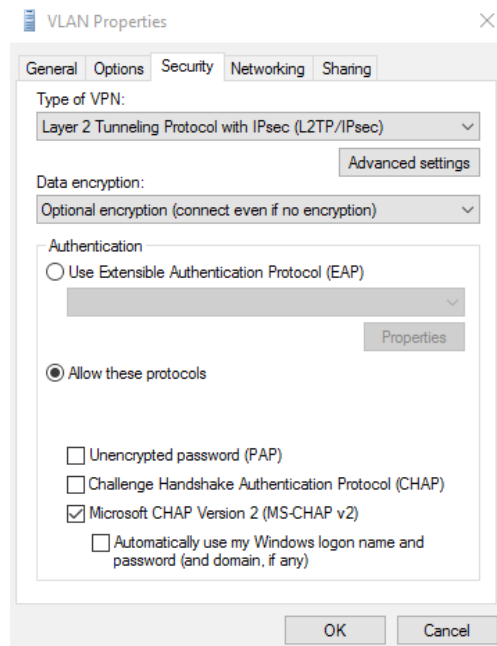 VLAN Properties
General Options Security Networking Sharing
Type of VPN:
Layer 2 Tunneling Protocol with IPsec (L2TP/IPsec)
Advanced settings
Data encryption:
Optional encryption (connect even if no encryption)
Authentication
Use Extensible Authentication Protocol (EAP)
Properties
Allow these protocols
Unencrypted password (PAP)
Challenge Handshake Authentication Protocol (CHAP)
Microsoft CHAP Version 2 (MS-CHAP v2)
Automatically use my Windows logon name and
password (and domain, if any)
OK Cancel